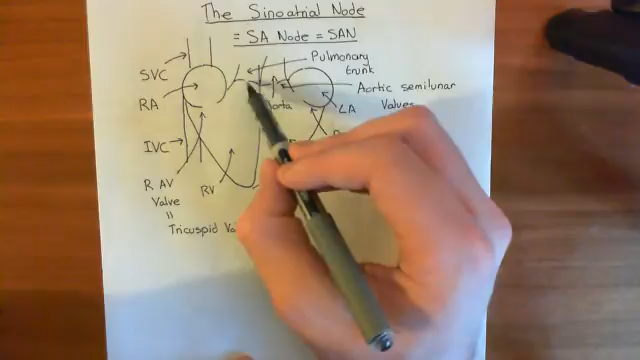 The Sinoatrial Node
= SA Node = SAN
Pulmonary
trunk
SVC
Aortic semilunar
Valves
RA
Aorta
LA
IVC
R AV
Valve
=
Tricuspid
RV